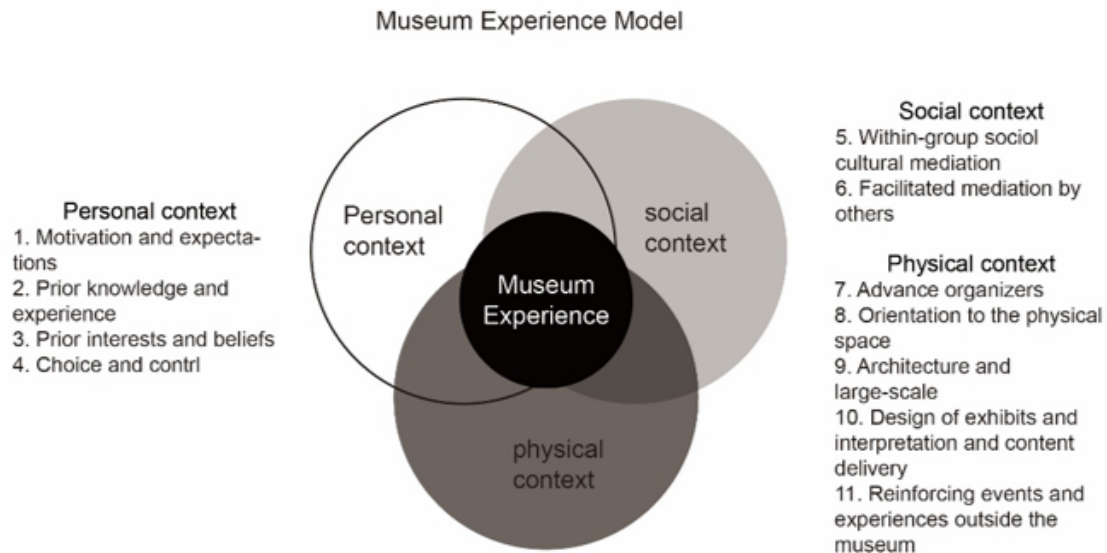 Museum Experience Model
Personal context
1. Motivation and expecta-
tions
2. Prior knowledge and
experience
3. Prior interests and beliefs
4. Choice and contrl
Personal
context
social
context
Museum
Experience
physical
context
Social context
5. Within-group sociol
cultural mediation
6. Facilitated mediation by
others
Physical context
7. Advance organizers
8. Orientation to the physical
space
9. Architecture and
large-scale
10. Design of exhibits and
interpretation and content
delivery
11. Reinforcing events and
experiences outside the
museum